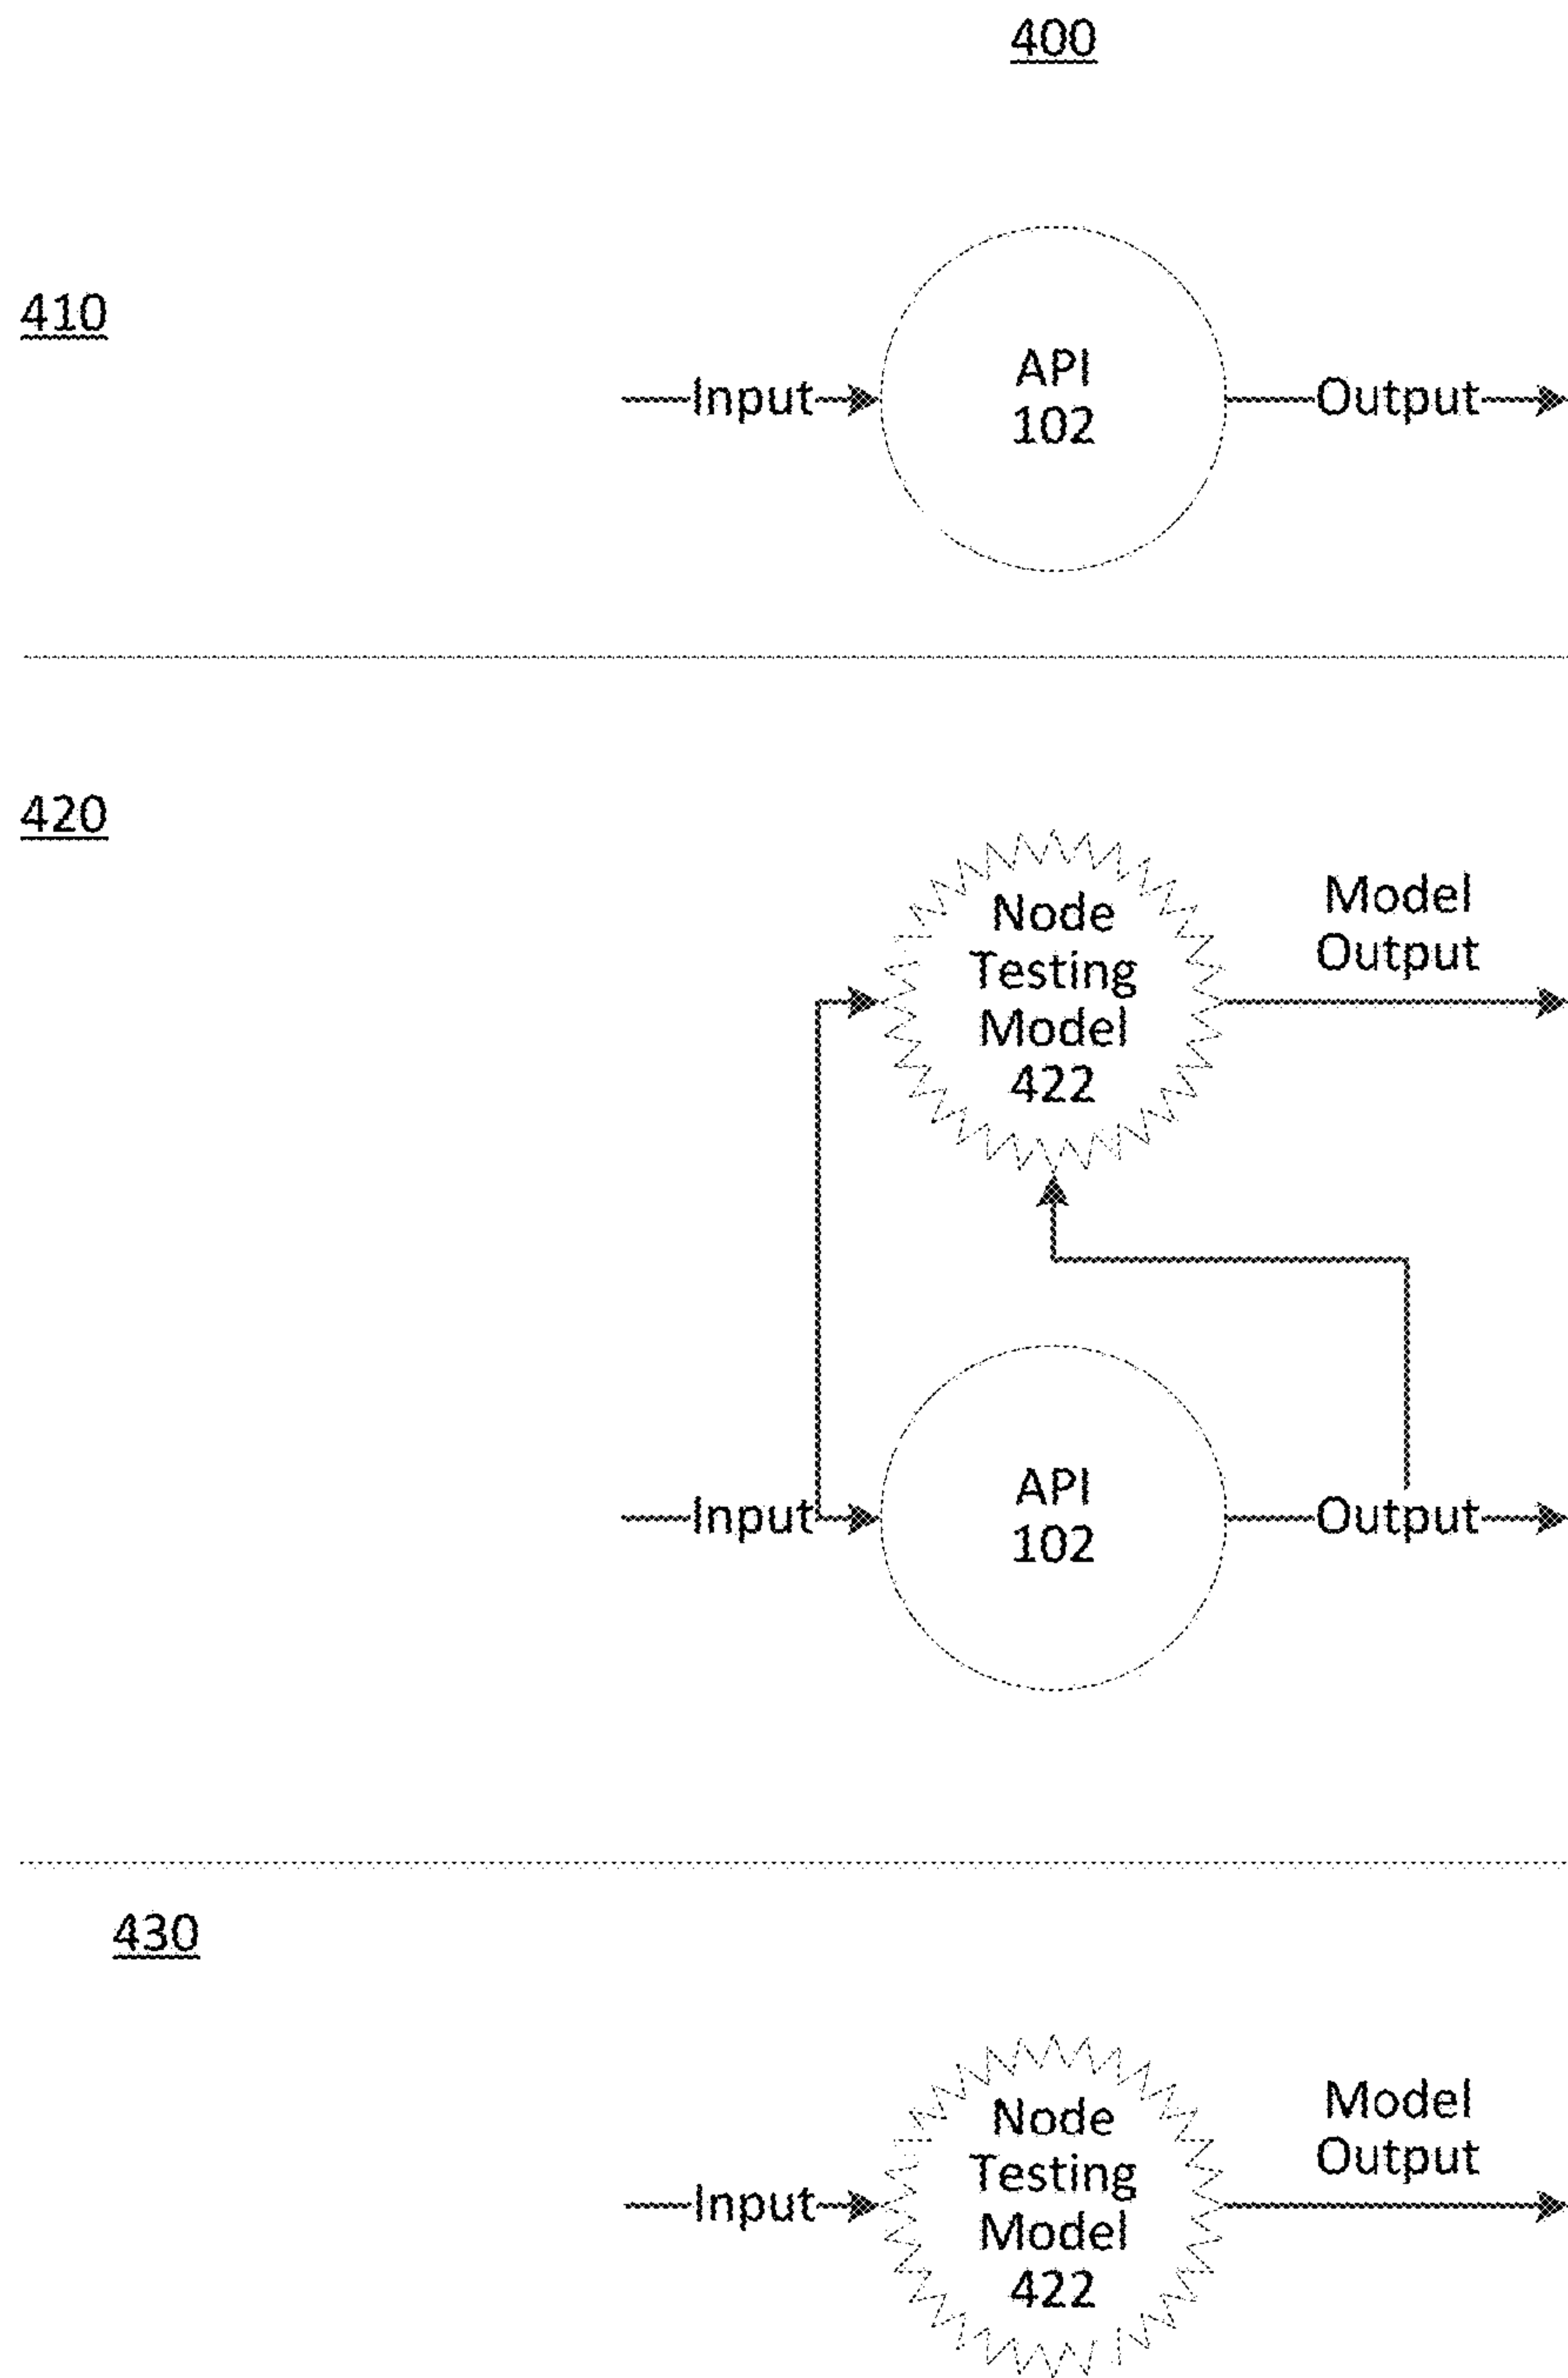 400
410
Input
API
102
Output
420
Node
Testing
Model
422
Model
Output
Input
API
102
Output
430
Input
Node
Testing
Model
422
Model
Output